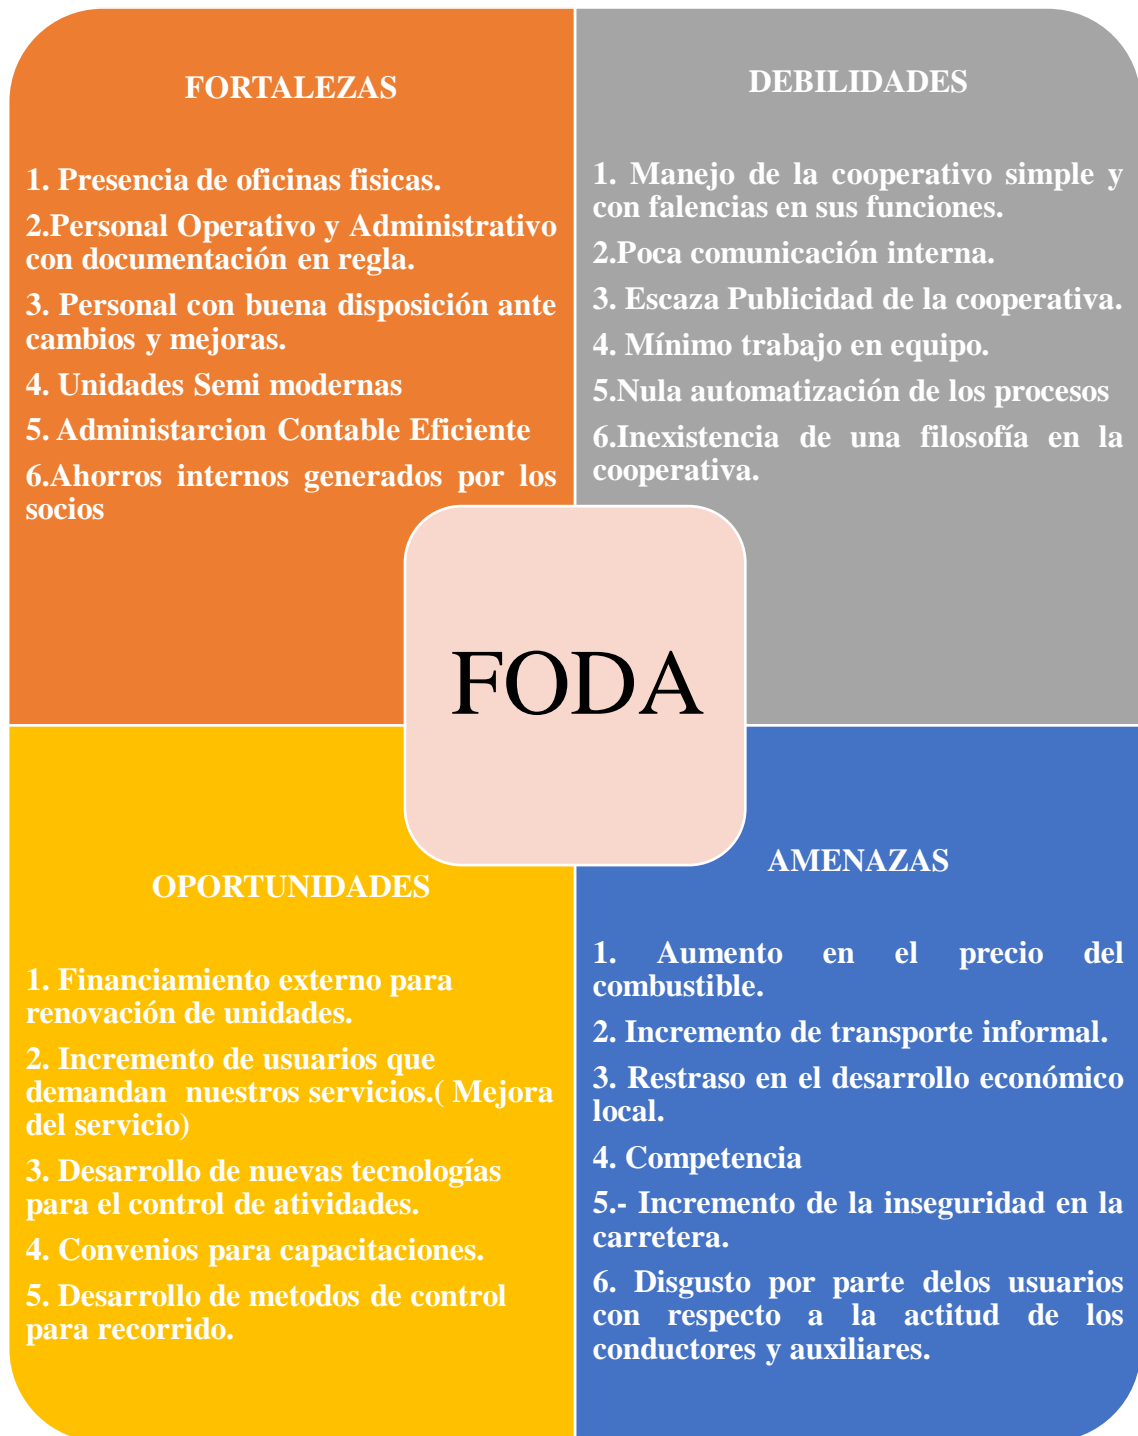 FORTALEZAS
1. Presencia de oficinas fisicas.
2.Personal Operativo y Administrativo
con documentación en regla.
3. Personal con buena disposición ante
cambios y mejoras.
4. Unidades Semi modernas
5. Administarcion Contable Eficiente
6.Ahorros internos generados por los
socios
DEBILIDADES
1. Manejo de la cooperativo simple y
con falencias en sus funciones.
2.Poca comunicación interna.
3. Escaza Publicidad de la cooperativa.
4. Mínimo trabajo en equipo.
5.Nula automatización de los procesos
6.Inexistencia de una filosofía en la
cooperativa.
FODA
OPORTUNIDADES
1. Financiamiento externo para
renovación de unidades.
2. Incremento de usuarios que
demandan nuestros servicios.( Mejora
del servicio)
3. Desarrollo de nuevas tecnologías
para el control de atividades.
4. Convenios para capacitaciones.
5. Desarrollo de metodos de control
para recorrido.
AMENAZAS
1. Aumento en el precio del
combustible.
2. Incremento de transporte informal.
3. Restraso en el desarrollo económico
local.
4. Competencia
5.- Incremento de la inseguridad en la
carretera.
6. Disgusto por parte delos usuarios
con respecto a la actitud de los
conductores y auxiliares.